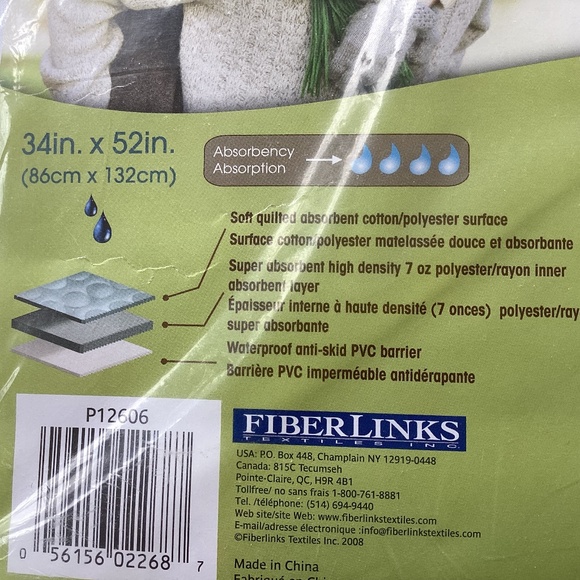 34in. x 52in.
(86cm x 132cm)
Absorbency
Absorption
Soft quilted absorbent cotton/polyester surface
Surface cotton/polyester matelassée douce et absorbante
Super absorbent high density 7 oz polyester/rayon inner
absorbent layer
Épaisseur interne à haute densité (7 onces) polyester/ray
super absorbante
Waterproof anti-skid PVC barrier
Barrière PVC imperméable antidérapante
P12606
0 56156 02268 7
FIBERLINKS
TEXTILES INC.
USA: P.O. Box 448, Champlain NY 12919-0448
Canada: 815C Tecumseh
Pointe-Claire, QC, H9R 4B1
Tollfree/ no sans frais 1-800-761-8881
Tel. /téléphone: (514) 694-9440
Web site/site Web: www.fiberlinkstextiles.com
E-mail/adresse électronique :info@fiberlinkstextiles.com
©Fiberlinks Textiles Inc. 2008
Made in China
Fabriqué en Chi